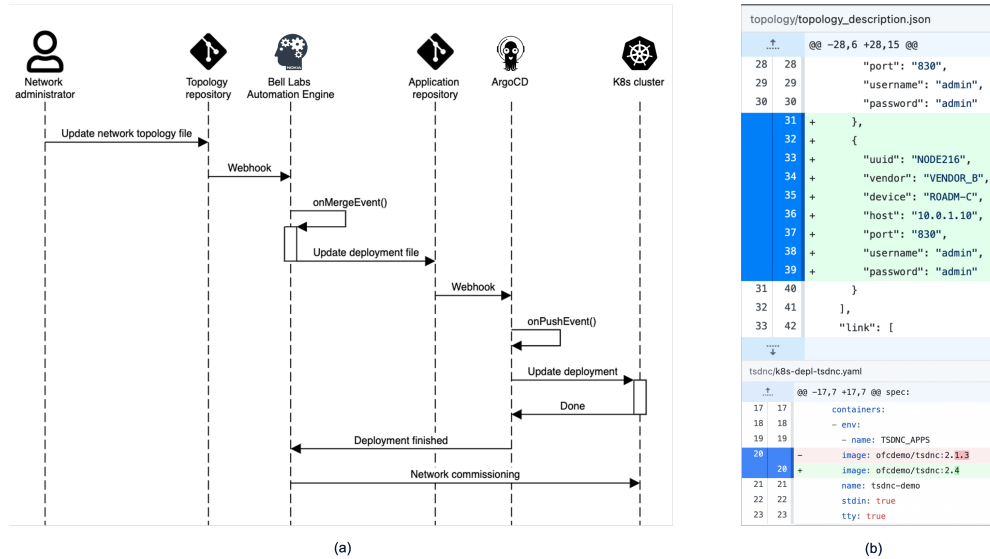 Network
administrator
Topology
repository
NOKIA
Bell Labs
Automation Engine
Application
repository
ArgoCD
K8s cluster
Update network topology file
Webhook
onMergeEvent()
Update deployment file
Webhook
onPushEvent()
Update deployment
Done
Deployment finished
Network commissioning
(a)
topology/topology_description.json
@@ -28,6 +28,15 @@
28 28 "port": "830",
29 29 "username": "admin",
30 30 "password": "admin"
31 + },
32 + {
33 + "uuid": "NODE216",
34 + "vendor": "VENDOR_B",
35 + "device": "ROADM-C",
36 + "host": "10.0.1.10",
37 + "port": "830",
38 + "username": "admin",
39 + "password": "admin"
31 40 }
32 41 ],
33 42 "link": [
tsdnc/k8s-depl-tsdnc.yaml
@@ -17,7 +17,7 @@ spec:
17 17 containers:
18 18 - env:
19 19 - name: TSDNC_APPS
20 - image: ofcdemo/tsdnc:2.1.3
20 + image: ofcdemo/tsdnc:2.4
21 21 name: tsdnc-demo
22 22 stdin: true
23 23 tty: true
(b)